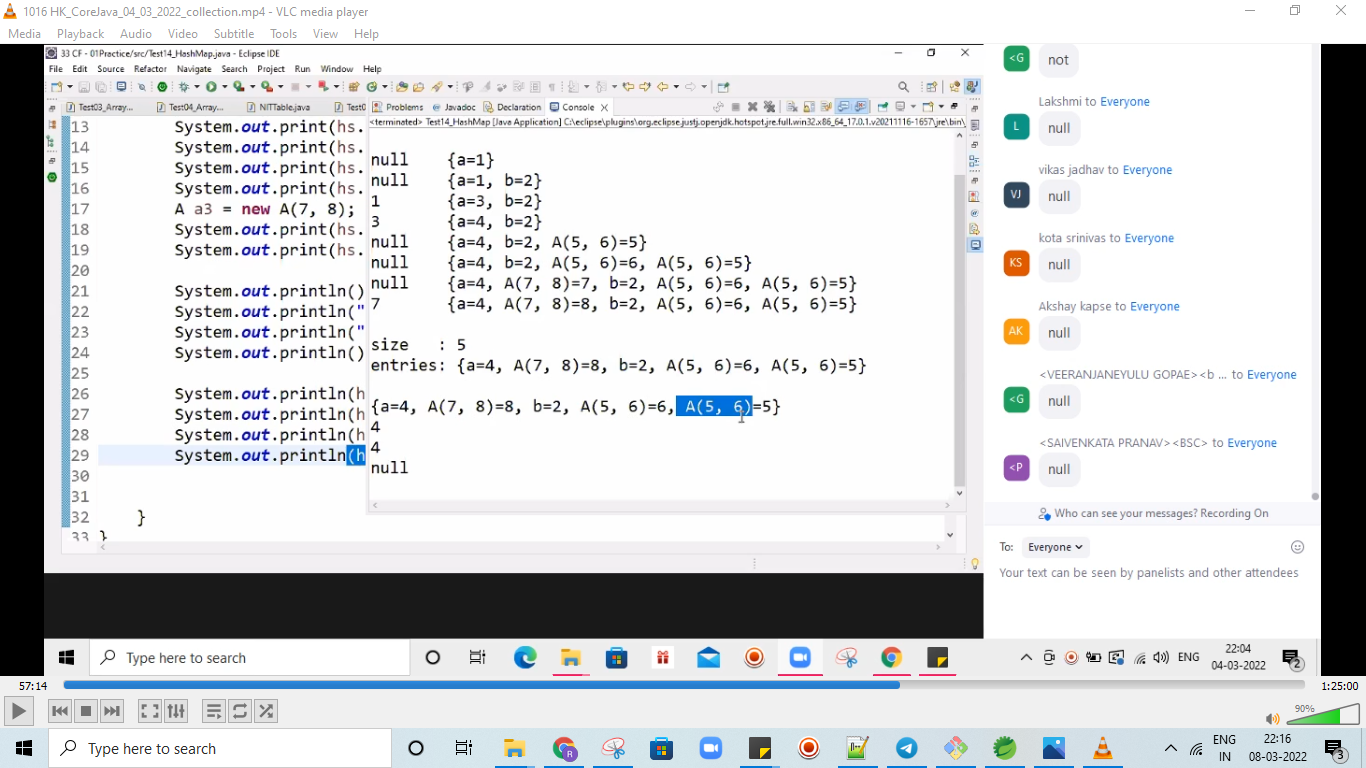 1016 HK_CoreJava_04_03_2022_collection.mp4 - VLC media player
Media Playback Audio Video Subtitle Tools View Help
33 CF - 01Practice/src/Test14_HashMap.java - Eclipse IDE
File Edit Source Refactor Navigate Search Project Run Window Help
Test03_Array... Test04_Array... NITTable.java Test0 Problems Javadoc Declaration Console
<terminated> Test14_HashMap [Java Application] C:\eclipse\plugins\org.eclipse.justj.openjdk.hotspot.jre.full.win32.x86_64_17.0.1.v20211116-1657\jre\bin\
13 System.out.print(hs.
14 System.out.print(hs.
15 System.out.print(hs.
16 System.out.print(hs.
17 A a3 = new A(7, 8);
18 System.out.print(hs.
19 System.out.print(hs.
20
21 System.out.println()
22 System.out.println("
23 System.out.println("
24 System.out.println()
25
26 System.out.println(h
27 System.out.println(h
28 System.out.println(h
29 System.out.println(h
30
31
32 }
33 }
null {a=1}
null {a=1, b=2}
1 {a=3, b=2}
3 {a=4, b=2}
null {a=4, b=2, A(5, 6)=5}
null {a=4, b=2, A(5, 6)=6, A(5, 6)=5}
null {a=4, A(7, 8)=7, b=2, A(5, 6)=6, A(5, 6)=5}
7 {a=4, A(7, 8)=8, b=2, A(5, 6)=6, A(5, 6)=5}
size : 5
entries: {a=4, A(7, 8)=8, b=2, A(5, 6)=6, A(5, 6)=5}
{a=4, A(7, 8)=8, b=2, A(5, 6)=6, A(5, 6)=5}
4
4
null
<G not
Lakshmi to Everyone
L null
vikas jadhav to Everyone
VJ null
kota srinivas to Everyone
KS null
Akshay kapse to Everyone
AK null
<VEERANJANEYULU GOPAE><b ... to Everyone
<G null
<SAIVENKATA PRANAV><BSC> to Everyone
<P null
Who can see your messages? Recording On
To: Everyone
Your text can be seen by panelists and other attendees
Type here to search
ENG
22:04
04-03-2022
2
57:14
1:25:00
90%
Type here to search
R
ENG
IN
22:16
08-03-2022
3